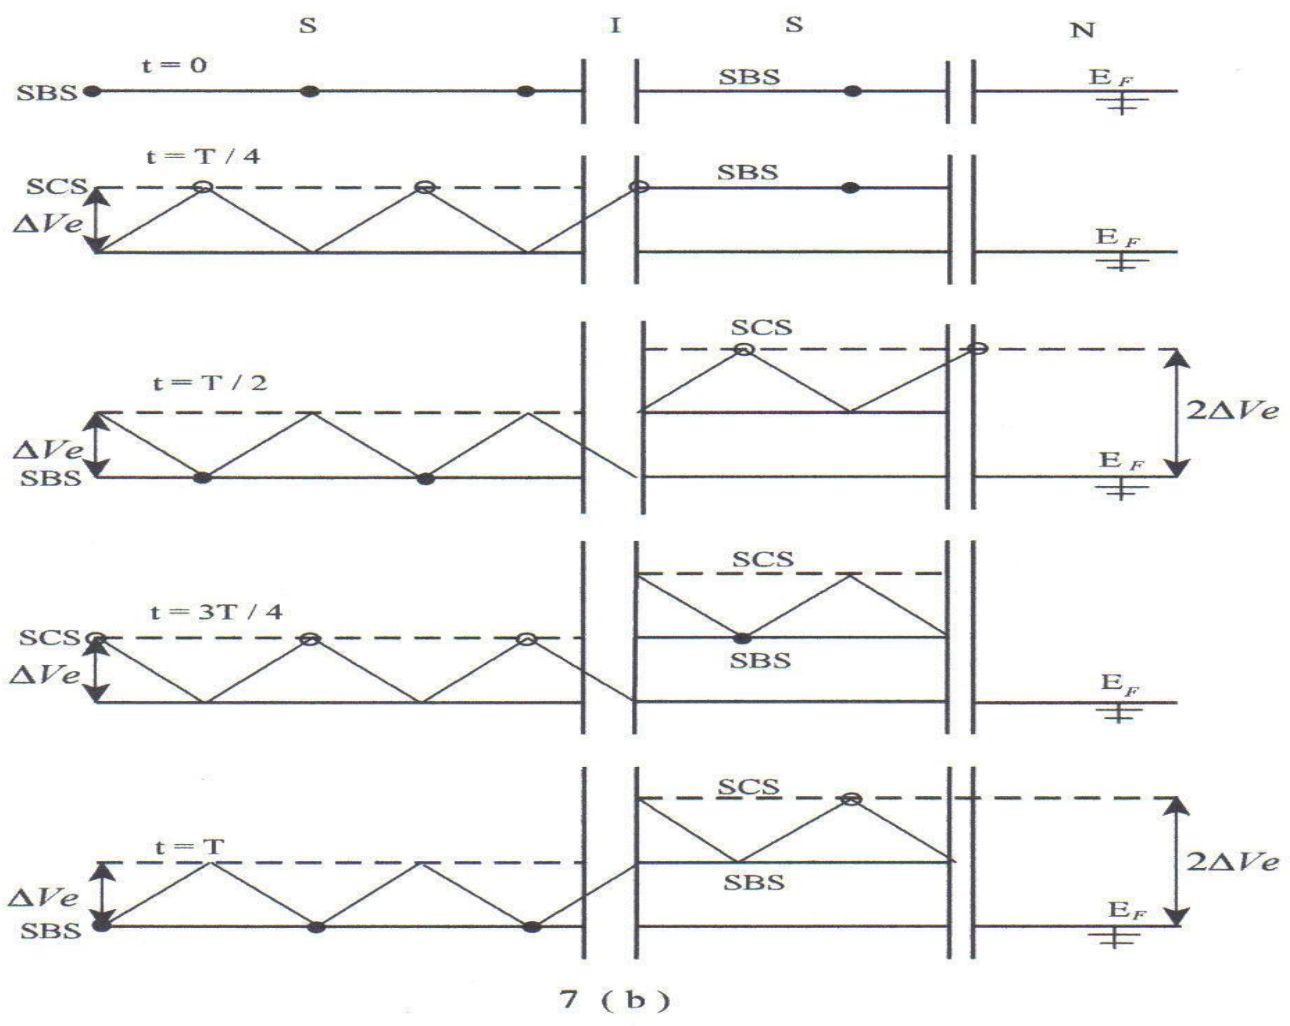 S I S N
t = 0
SBS SBS E_F
t = T / 4
SCS SBS
ΔVe E_F
SCS
t = T / 2
2ΔVe
ΔVe E_F
SBS
SCS
t = 3T / 4
SCS
ΔVe SBS
E_F
SCS
t = T
2ΔVe
ΔVe SBS
SBS E_F
7 ( b )